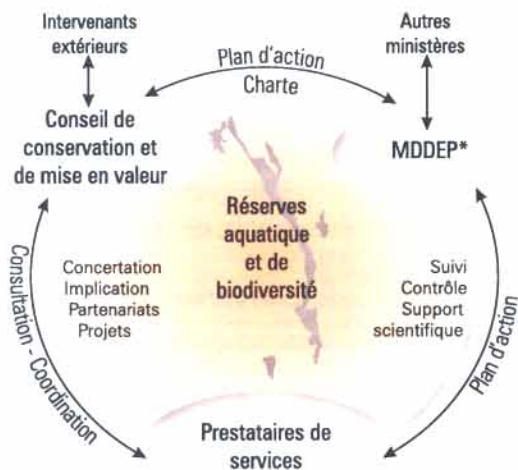 Intervenants
extérieurs
Autres
ministères
Plan d'action
Charte
Conseil de
conservation et
de mise en valeur
MDDEP*
Réserves
aquatique
et de
biodiversité
Concertation
Implication
Partenariats
Projets
Suivi
Contrôle
Support
scientifique
Consultation - Coordination
Plan d'action
Prestataires de
services